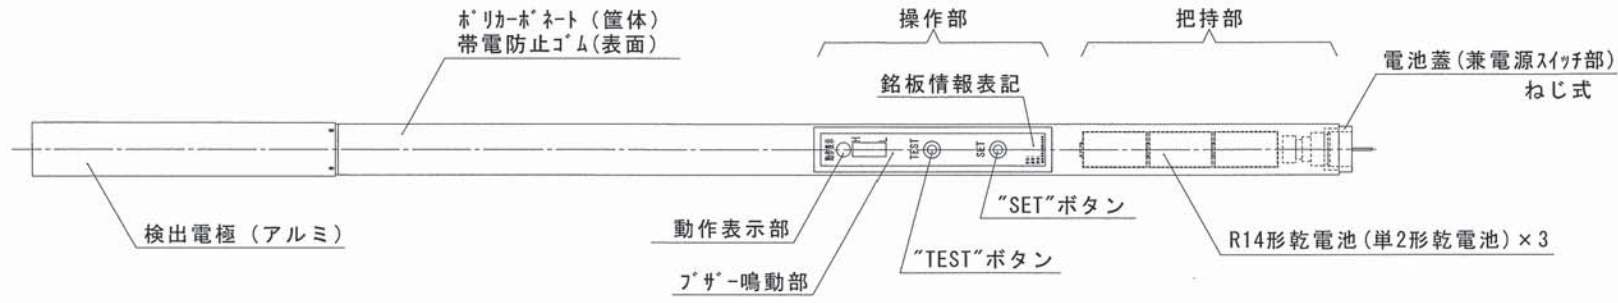 ﾎﾟﾘｶｰﾎﾞﾈｰﾄ（筐体）
帯電防止ｺﾞﾑ(表面)
操作部
把持部
電池蓋(兼電源ｽｲｯﾁ部)
ねじ式
銘板情報表記
TEST
SET
検出電極（アルミ）
動作表示部
ﾌﾞｻﾞｰ鳴動部
"TEST"ボタン
"SET"ボタン
R14形乾電池(単2形乾電池)×3